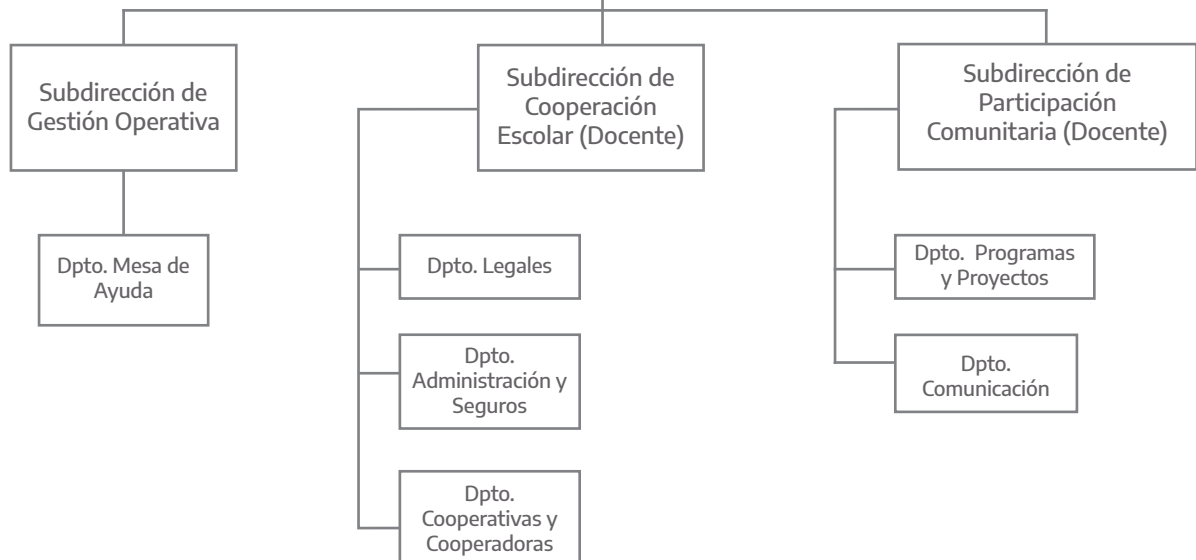 Subdirección de
Gestión Operativa
Subdirección de
Cooperación
Escolar (Docente)
Subdirección de
Participación
Comunitaria (Docente)
Dpto. Mesa de
Ayuda
Dpto. Legales
Dpto. Programas
y Proyectos
Dpto.
Administración y
Seguros
Dpto.
Comunicación
Dpto.
Cooperativas y
Cooperadoras